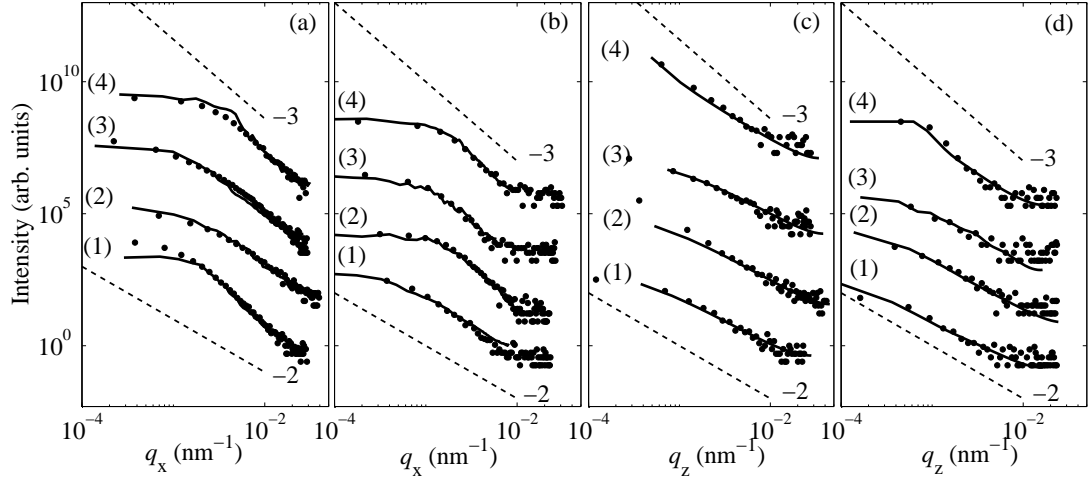 (a) (b) (c) (d)
10^10
10^5
10^0
Intensity (arb. units)
(4) (3) (2) (1) −3 −2
(4) (3) (2) (1) −3 −2
(4) (3) (2) (1) −3 −2
(4) (3) (2) (1) −3 −2
10^−4 10^−2 10^−4 10^−2 10^−4 10^−2 10^−4 10^−2
q_x (nm^−1) q_x (nm^−1) q_z (nm^−1) q_z (nm^−1)